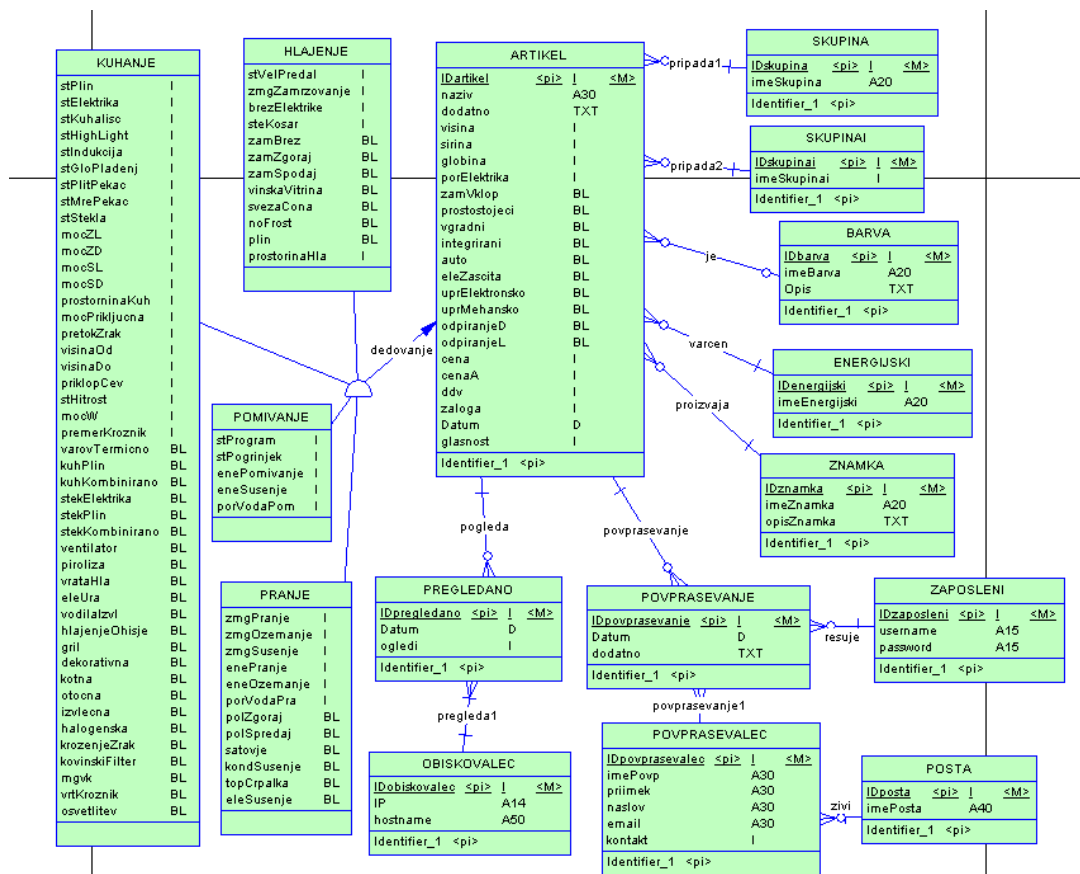 KUHANJE
stPlin I
stElektrika I
stKuhalisc I
stHighLight I
stIndukcija I
stGloPladenj I
stPlitPekac I
stMrePekac I
stStekla I
mocZL I
mocZD I
mocSL I
mocSD I
prostorninaKuh I
mocPrikljucna I
pretokZrak I
visinaOd I
visinaDo I
priklopCev I
stHitrost I
mocW I
premerKroznik I
varovTermicno BL
kuhPlin BL
kuhKombinirano BL
stekElektrika BL
stekPlin BL
stekKombinirano BL
ventilator BL
piroliza BL
vrataHla BL
eleUra BL
vodilaIzvl BL
hlajenjeOhisje BL
gril BL
dekorativna BL
kotna BL
otocna BL
izvlecna BL
halogenska BL
krozenjeZrak BL
kovinskiFilter BL
mgvk BL
vrtKroznik BL
osvetlitev BL
HLAJENJE
stVelPredal I
zmgZamrzovanje I
brezElektrike I
steKosar I
zamBrez BL
zamZgoraj BL
zamSpodaj BL
vinskaVitrina BL
svezaCona BL
noFrost BL
plin BL
prostorinaHla I
dedovanje
POMIVANJE
stProgram I
stPogrinjek I
enePomivanje I
eneSusenje I
porVodaPom I
PRANJE
zmgPranje I
zmgOzemanje I
zmgSusenje I
enePranje I
eneOzemanje I
porVodaPra I
polZgoraj BL
polSpredaj BL
satovje BL
kondSusenje BL
topCrpalka BL
eleSusenje BL
ARTIKEL
IDartikel <pi> I <M>
naziv A30
dodatno TXT
visina I
sirina I
globina I
porElektrika I
zamVklop BL
prostostojeci BL
vgradni BL
integrirani BL
auto BL
eleZascita BL
uprElektronsko BL
uprMehansko BL
odpiranjeD BL
odpiranjeL BL
cena I
cenaA I
ddv I
zaloga I
Datum D
glasnost I
Identifier_1 <pi>
pripada1
SKUPINA
IDskupina <pi> I <M>
imeSkupina A20
Identifier_1 <pi>
pripada2
SKUPINAI
IDskupinai <pi> I <M>
imeSkupinai I
Identifier_1 <pi>
je
BARVA
IDbarva <pi> I <M>
imeBarva A20
Opis TXT
Identifier_1 <pi>
varcen
ENERGIJSKI
IDenergijski <pi> I <M>
imeEnergijski A20
Identifier_1 <pi>
proizvaja
ZNAMKA
IDznamka <pi> I <M>
imeZnamka A20
opisZnamka TXT
Identifier_1 <pi>
pogleda
povprasevanje
PREGLEDANO
IDpregledano <pi> I <M>
Datum D
ogledi I
Identifier_1 <pi>
pregleda1
OBISKOVALEC
IDobiskovalec <pi> I <M>
IP A14
hostname A50
Identifier_1 <pi>
POVPRASEVANJE
IDpovprasevanje <pi> I <M>
Datum D
dodatno TXT
Identifier_1 <pi>
resuje
ZAPOSLENI
IDzaposleni <pi> I <M>
username A15
password A15
Identifier_1 <pi>
povprasevanje1
POVPRASEVALEC
IDpovprasevalec <pi> I <M>
imePovp A30
priimek A30
naslov A30
email A30
kontakt I
Identifier_1 <pi>
zivi
POSTA
IDposta <pi> I <M>
imePosta A40
Identifier_1 <pi>